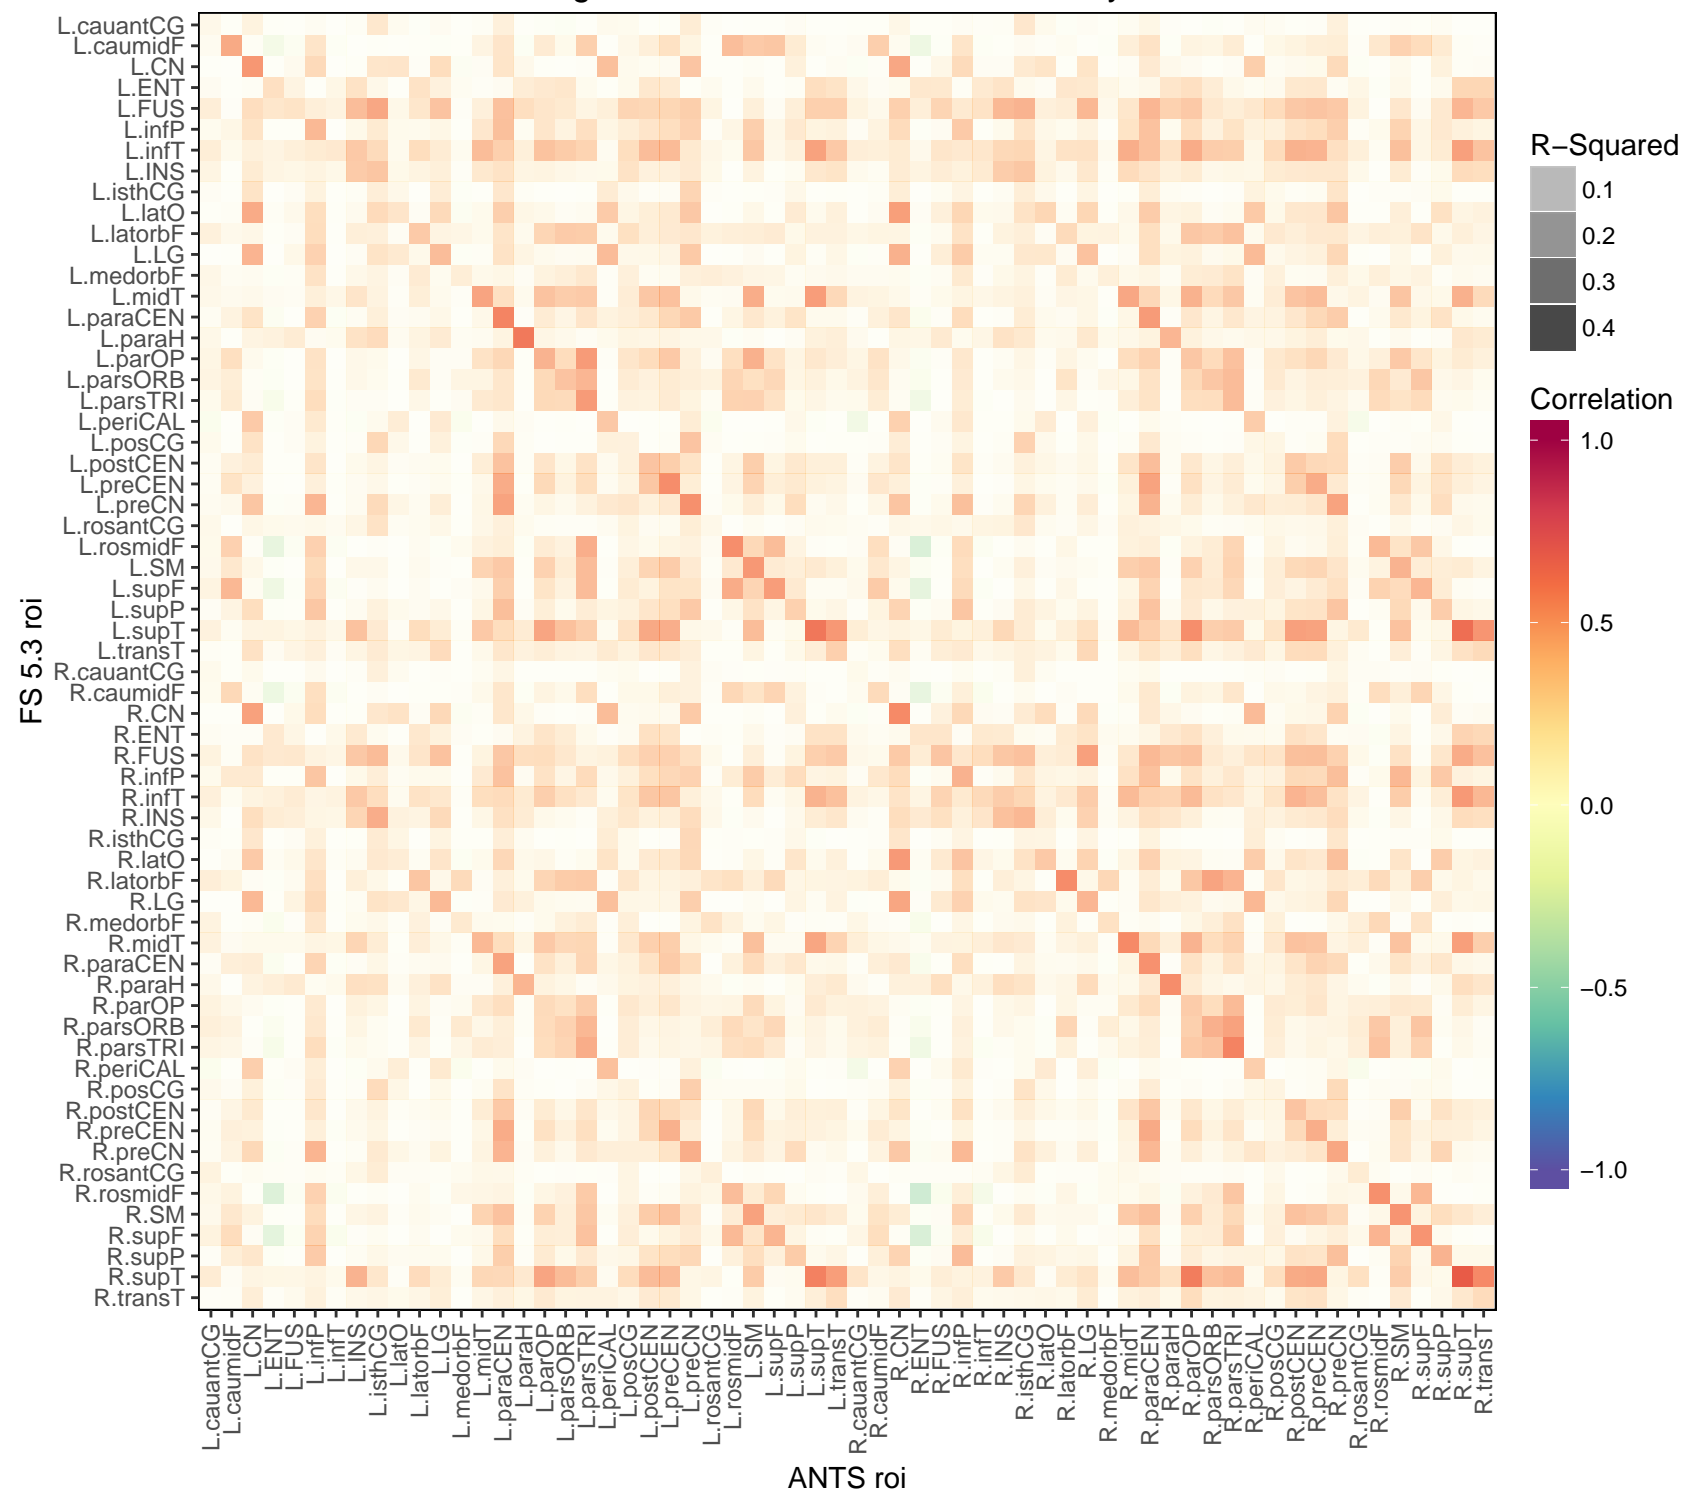 L.cauantCG
L.caumidF
L.CN
L.ENT
L.FUS
L.infP
L.infT
L.INS
L.isthCG
L.latO
L.latorbF
L.LG
L.medorbF
L.midT
L.paraCEN
L.paraH
L.parOP
L.parsORB
L.parsTRI
L.periCAL
L.posCG
L.postCEN
L.preCEN
L.preCN
L.rosantCG
L.rosmidF
L.SM
L.supF
L.supP
L.supT
L.transT
R.cauantCG
R.caumidF
R.CN
R.ENT
R.FUS
R.infP
R.infT
R.INS
R.isthCG
R.latO
R.latorbF
R.LG
R.medorbF
R.midT
R.paraCEN
R.paraH
R.parOP
R.parsORB
R.parsTRI
R.periCAL
R.posCG
R.postCEN
R.preCEN
R.preCN
R.rosantCG
R.rosmidF
R.SM
R.supF
R.supP
R.supT
R.transT
FS 5.3 roi
L.cauantCG
L.caumidF
L.CN
L.ENT
L.FUS
L.infP
L.infT
L.INS
L.isthCG
L.latO
L.latorbF
L.LG
L.medorbF
L.midT
L.paraCEN
L.paraH
L.parOP
L.parsORB
L.parsTRI
L.periCAL
L.posCG
L.postCEN
L.preCEN
L.preCN
L.rosantCG
L.rosmidF
L.SM
L.supF
L.supP
L.supT
L.transT
R.cauantCG
R.caumidF
R.CN
R.ENT
R.FUS
R.infP
R.infT
R.INS
R.isthCG
R.latO
R.latorbF
R.LG
R.medorbF
R.midT
R.paraCEN
R.paraH
R.parOP
R.parsORB
R.parsTRI
R.periCAL
R.posCG
R.postCEN
R.preCEN
R.preCN
R.rosantCG
R.rosmidF
R.SM
R.supF
R.supP
R.supT
R.transT
ANTS roi
R−Squared
0.1
0.2
0.3
0.4
Correlation
1.0
0.5
0.0
−0.5
−1.0